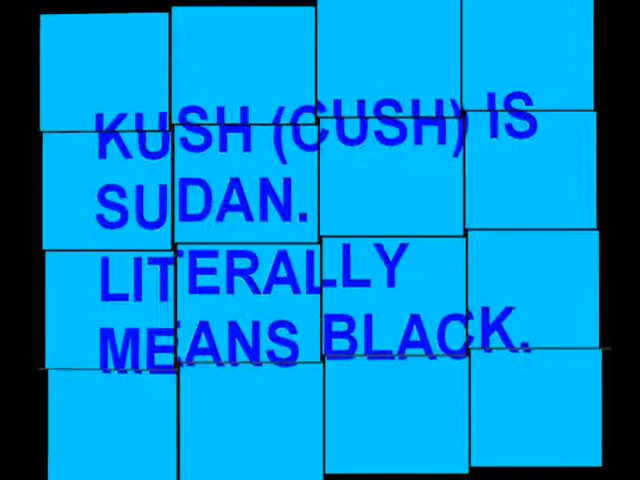 KUSH (CUSH) IS
SUDAN.
LITERALLY
MEANS BLACK.